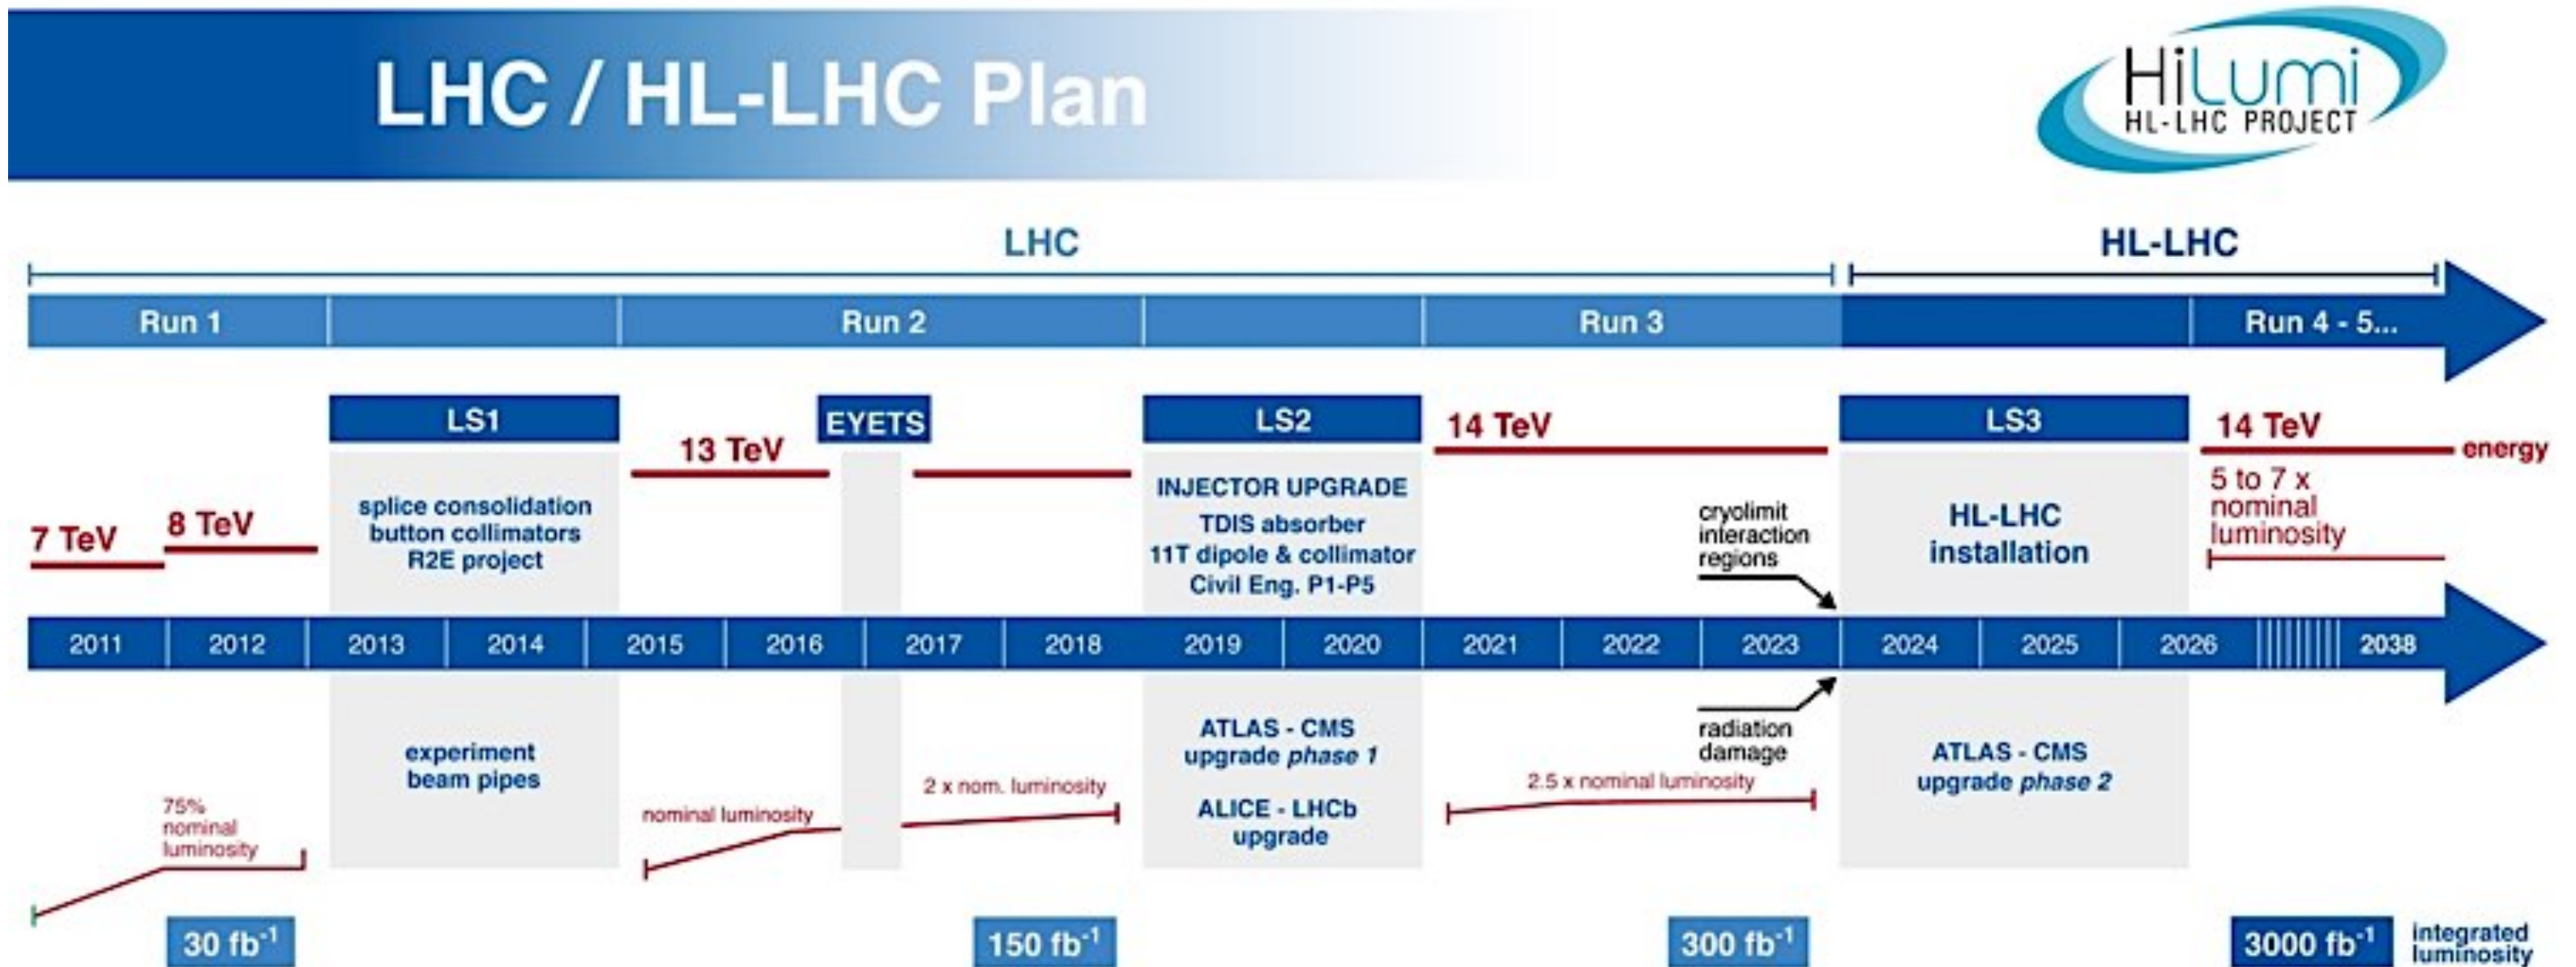 LHC / HL-LHC Plan
HiLumi
HL-LHC PROJECT
LHC
HL-LHC
Run 1
Run 2
Run 3
Run 4 - 5...
LS1
EYETS
LS2
LS3
7 TeV
8 TeV
13 TeV
14 TeV
14 TeV
energy
splice consolidation
button collimators
R2E project
INJECTOR UPGRADE
TDIS absorber
11T dipole & collimator
Civil Eng. P1-P5
cryolimit
interaction
regions
HL-LHC
installation
5 to 7 x
nominal
luminosity
2011 2012 2013 2014 2015 2016 2017 2018 2019 2020 2021 2022 2023 2024 2025 2026 2038
experiment
beam pipes
ATLAS - CMS
upgrade phase 1
ALICE - LHCb
upgrade
radiation
damage
ATLAS - CMS
upgrade phase 2
75%
nominal
luminosity
nominal luminosity
2 x nom. luminosity
2.5 x nominal luminosity
30 fb⁻¹
150 fb⁻¹
300 fb⁻¹
3000 fb⁻¹
integrated
luminosity